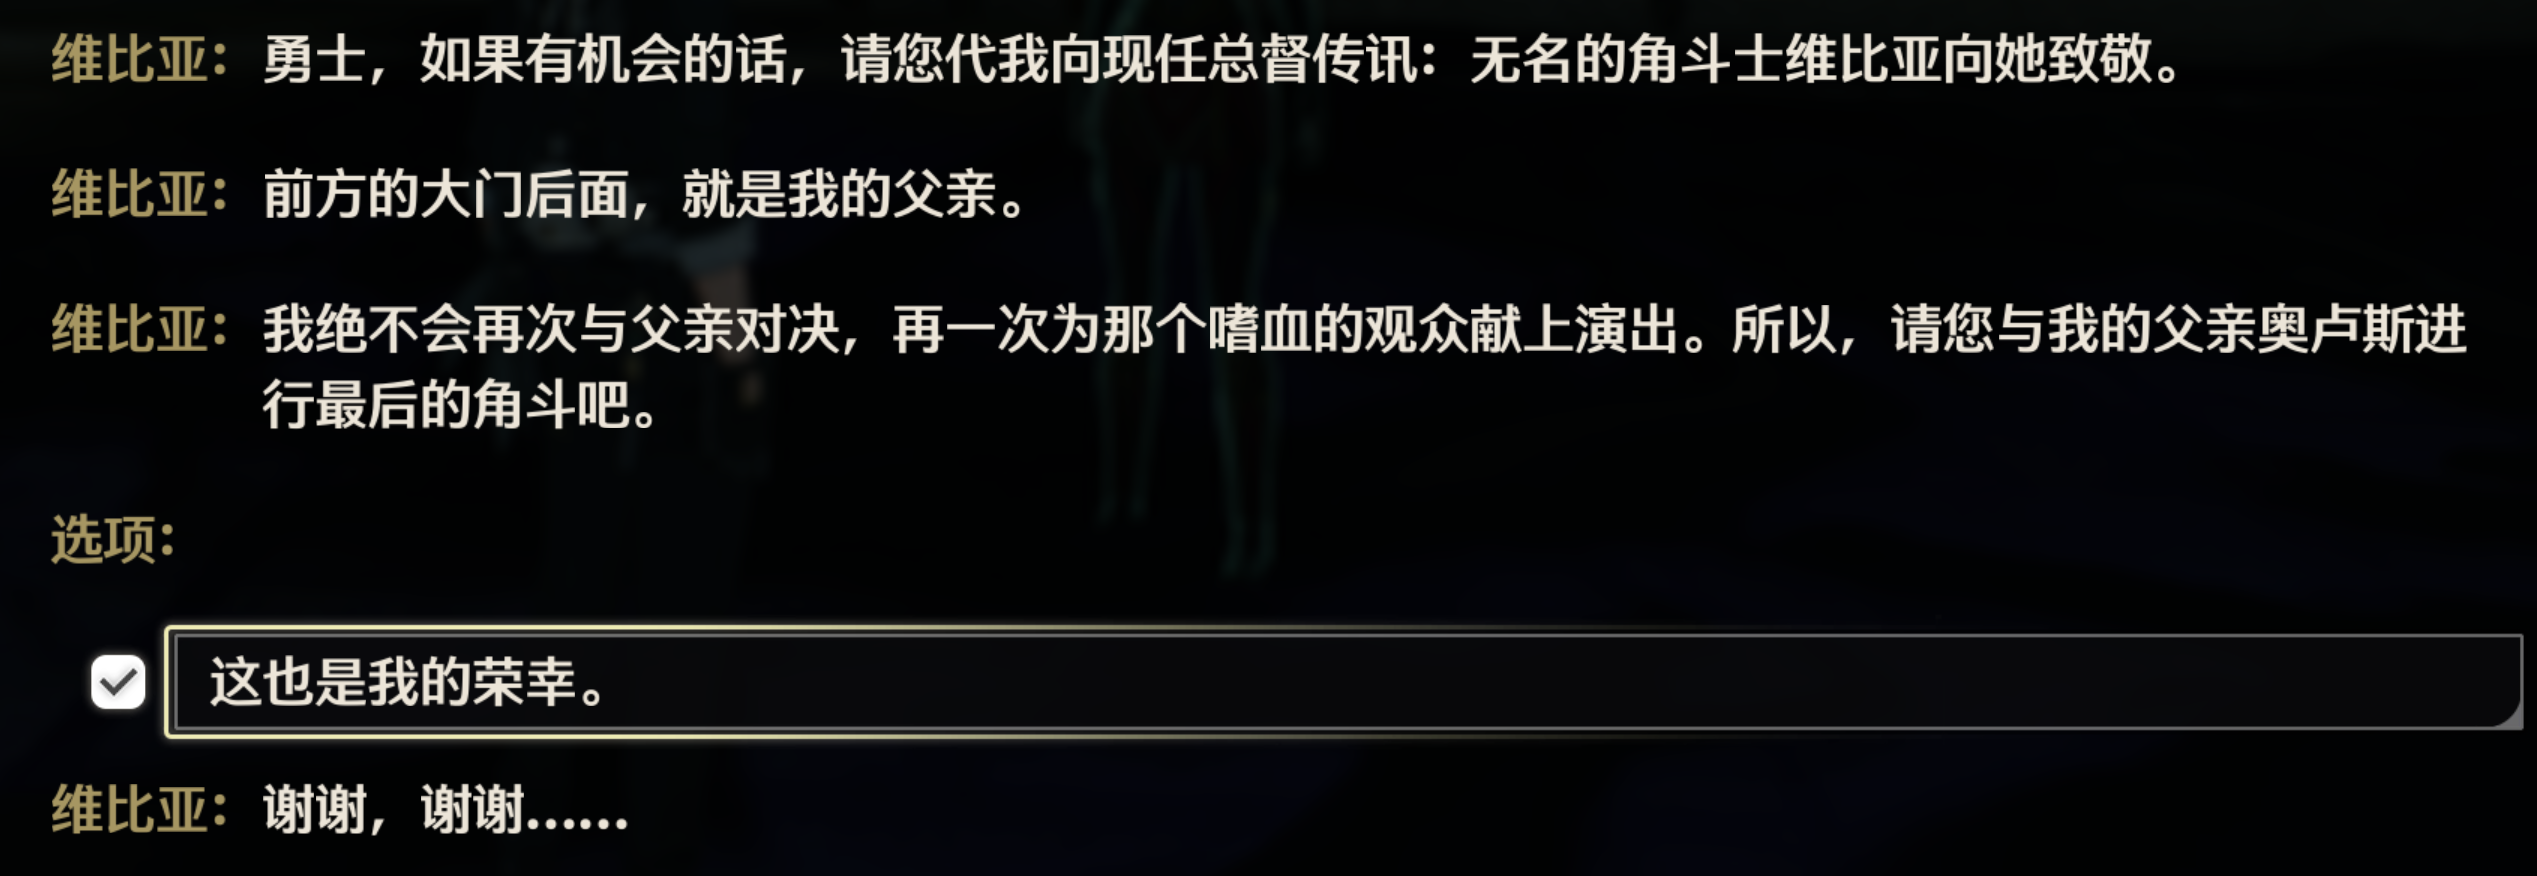 维比亚：勇士，如果有机会的话，请您代我向现任总督传讯：无名的角斗士维比亚向她致敬。
维比亚：前方的大门后面，就是我的父亲。
维比亚：我绝不会再次与父亲对决，再一次为那个嗜血的观众献上演出。所以，请您与我的父亲奥卢斯进
行最后的角斗吧。
选项：
这也是我的荣幸。
维比亚：谢谢，谢谢……